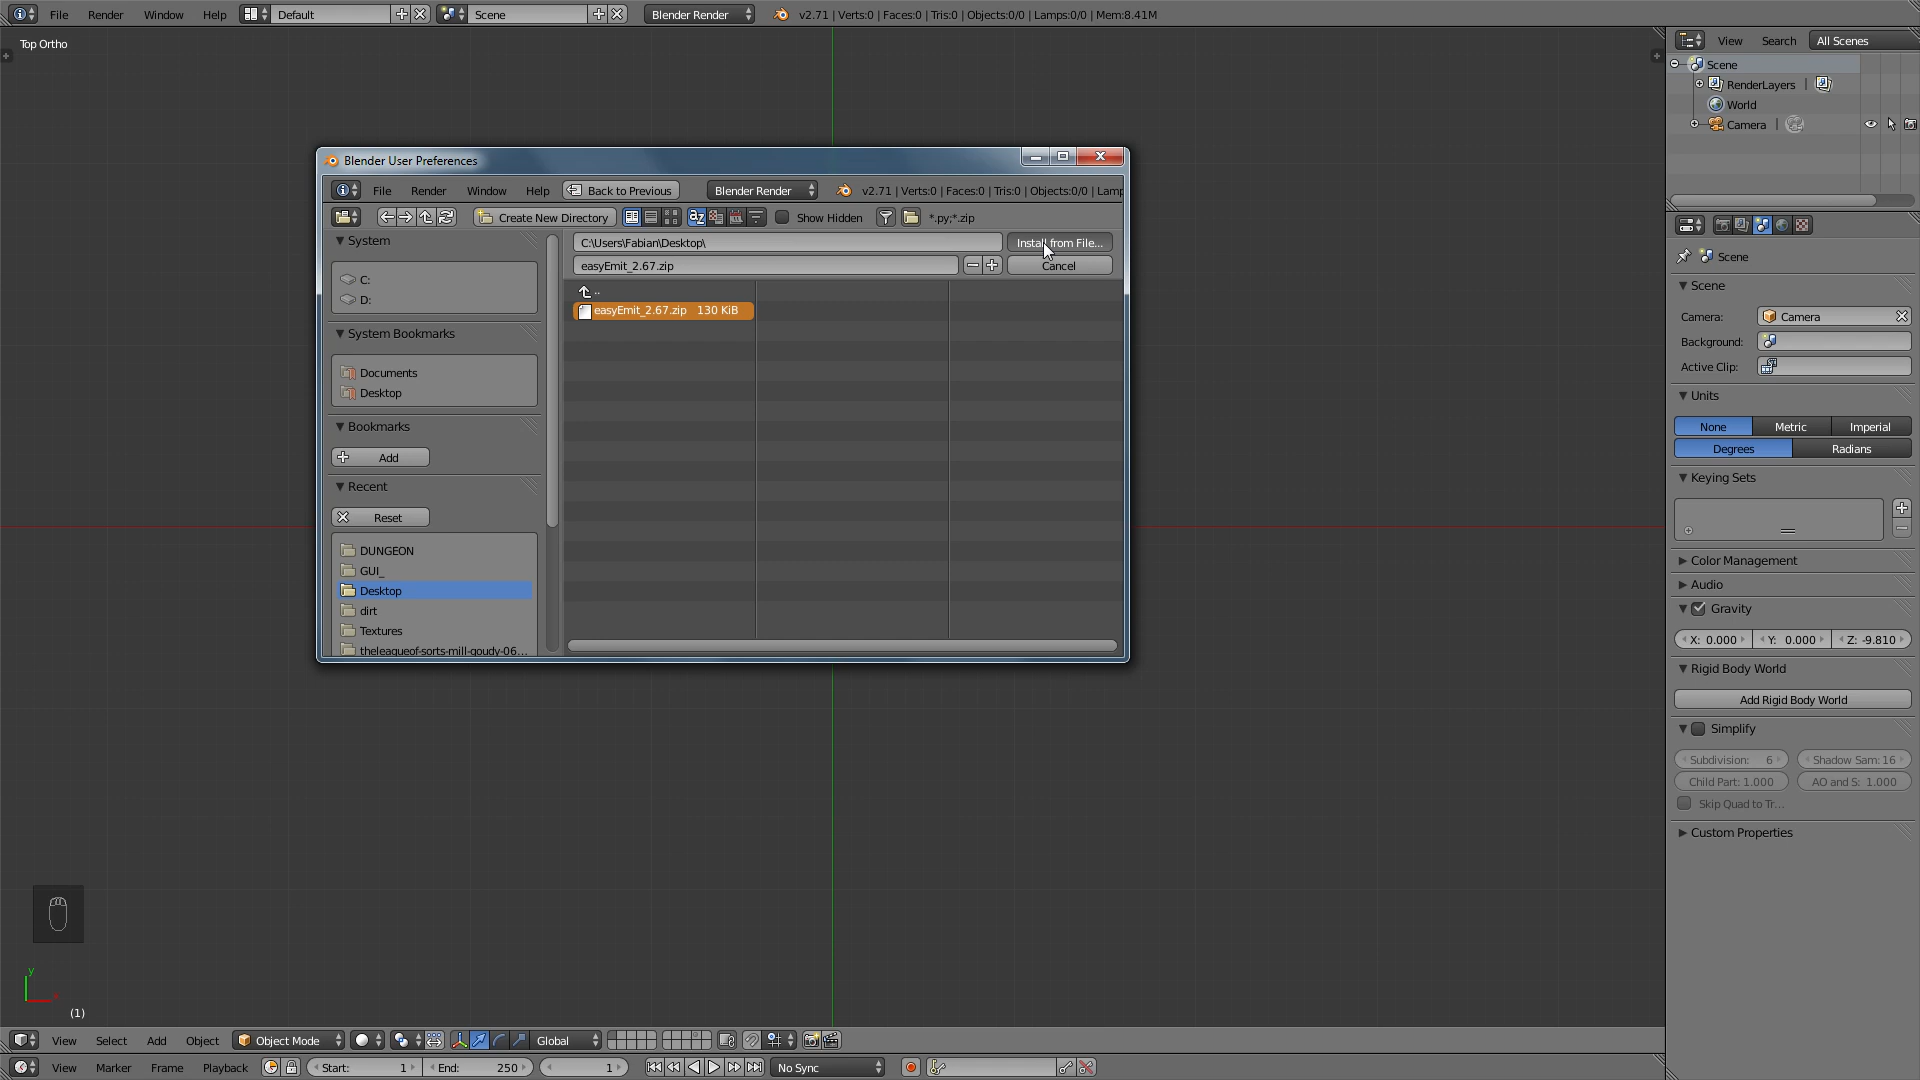 File Render Window Help Default Scene Blender Render v2.71 | Verts:0 | Faces:0 | Tris:0 | Objects:0/0 | Lamps:0/0 | Mem:8.41M
Top Ortho
View Search All Scenes
Scene
RenderLayers |
World
Camera |
Blender User Preferences
File Render Window Help Back to Previous Blender Render v2.71 | Verts:0 | Faces:0 | Tris:0 | Objects:0/0 | Lamp
Create New Directory Show Hidden *.py;*.zip
System
C:
D:
System Bookmarks
Documents
Desktop
Bookmarks
Add
Recent
Reset
DUNGEON
GUI_
Desktop
dirt
Textures
theleagueof-sorts-mill-goudy-06...
C:\Users\Fabian\Desktop\ Install from File...
easyEmit_2.67.zip Cancel
..
easyEmit_2.67.zip 130 KiB
Scene
Scene
Camera: Camera
Background:
Active Clip:
Units
None Metric Imperial
Degrees Radians
Keying Sets
Color Management
Audio
Gravity
X: 0.000 Y: 0.000 Z: -9.810
Rigid Body World
Add Rigid Body World
Simplify
Subdivision: 6 Shadow Sam: 16
Child Part: 1.000 AO and S: 1.000
Skip Quad to Tr...
Custom Properties
y
x
(1)
View Select Add Object Object Mode Global
View Marker Frame Playback Start: 1 End: 250 1 No Sync